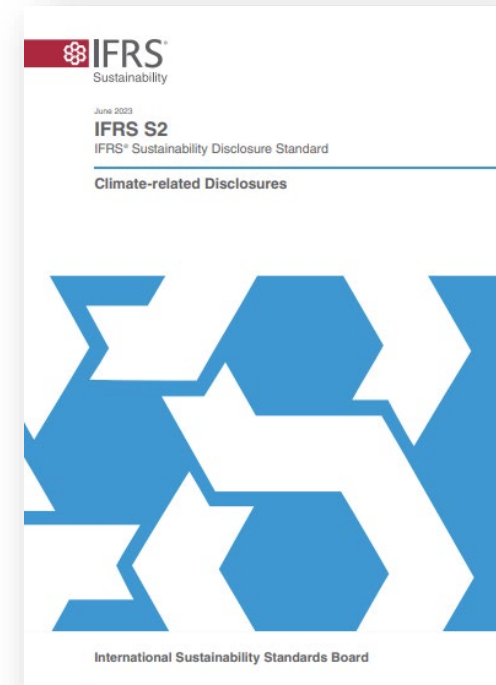 IFRS®
Sustainability
June 2023
IFRS S2
IFRS® Sustainability Disclosure Standard
Climate-related Disclosures
International Sustainability Standards Board